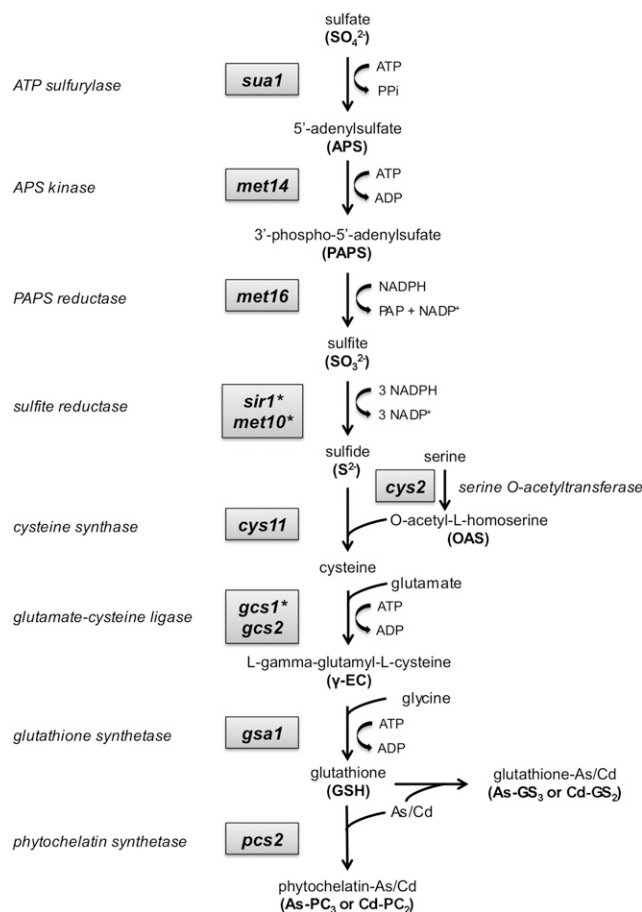 sulfate
(SO₄²⁻)
ATP sulfurylase
sua1
ATP
PPi
5'-adenylsulfate
(APS)
APS kinase
met14
ATP
ADP
3'-phospho-5'-adenylsufate
(PAPS)
PAPS reductase
met16
NADPH
PAP + NADP⁺
sulfite
(SO₃²⁻)
sulfite reductase
sir1*
met10*
3 NADPH
3 NADP⁺
sulfide
(S²⁻)
serine
cys2
serine O-acetyltransferase
cysteine synthase
cys11
O-acetyl-L-homoserine
(OAS)
cysteine
glutamate-cysteine ligase
gcs1*
gcs2
glutamate
ATP
ADP
L-gamma-glutamyl-L-cysteine
(γ-EC)
glycine
glutathione synthetase
gsa1
ATP
ADP
glutathione
(GSH)
glutathione-As/Cd
(As-GS₃ or Cd-GS₂)
As/Cd
phytochelatin synthetase
pcs2
phytochelatin-As/Cd
(As-PC₃ or Cd-PC₂)